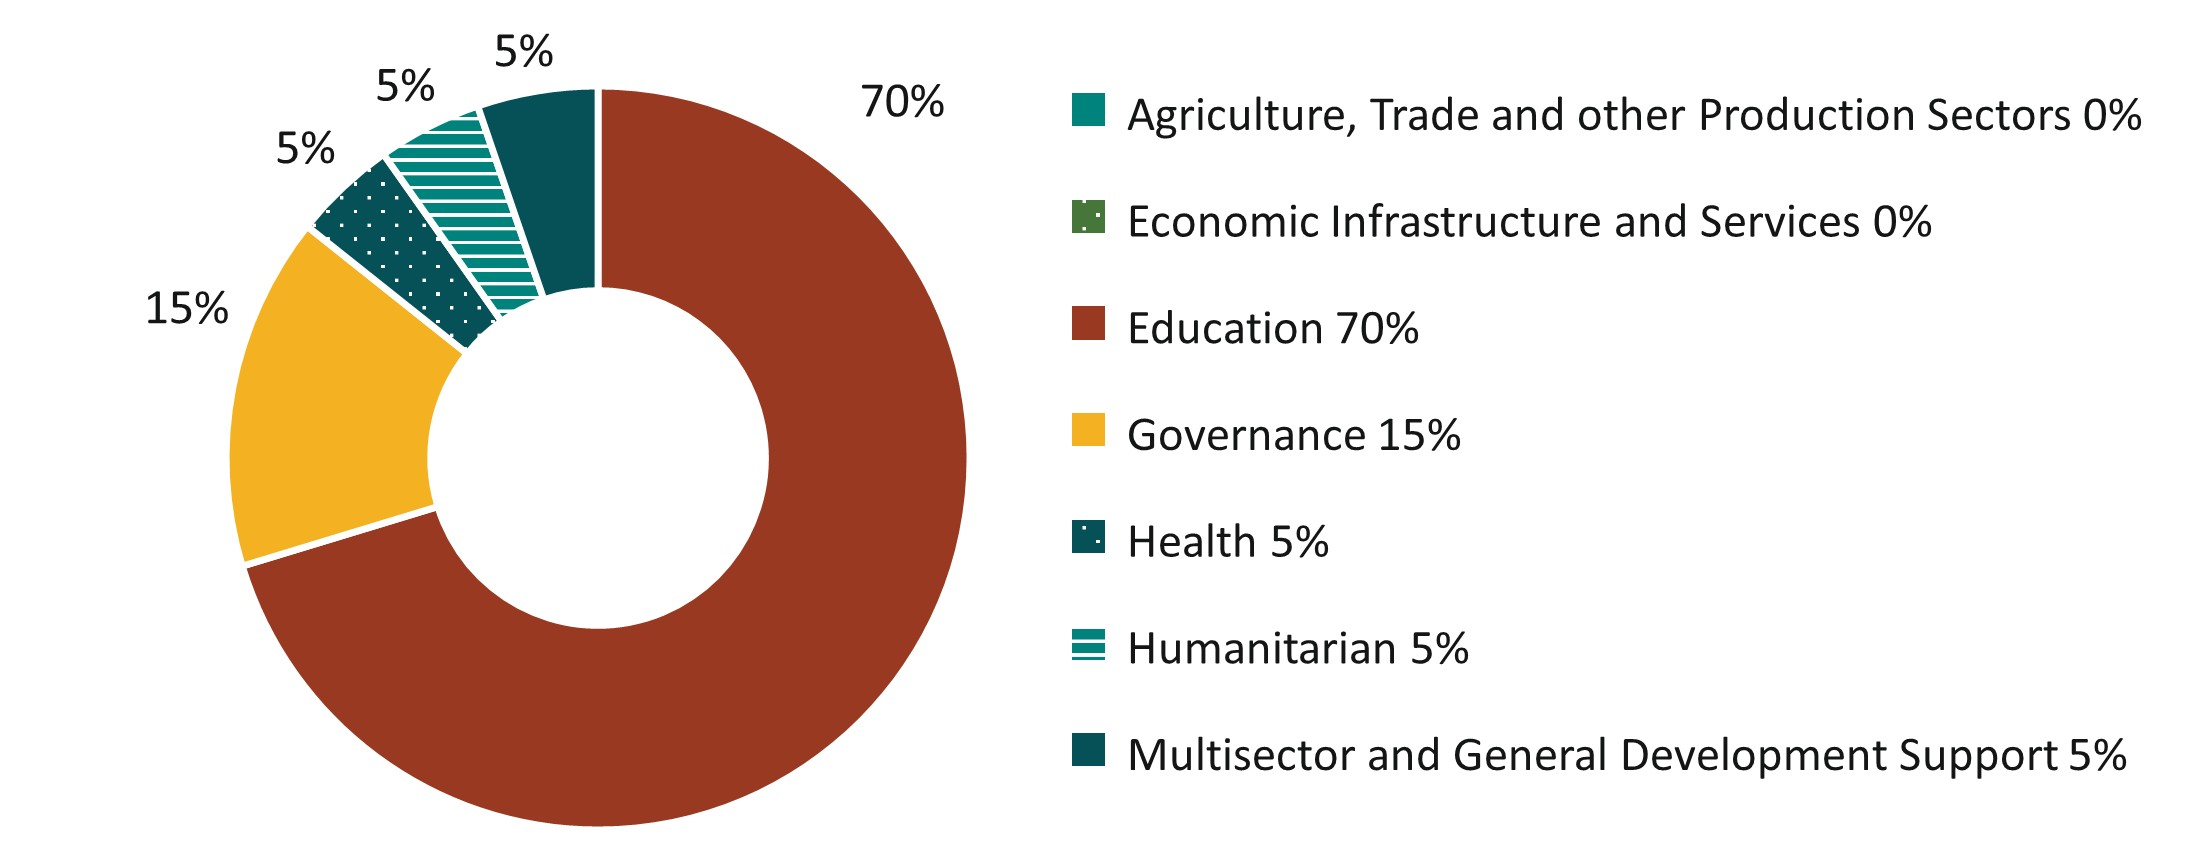 5%
5%
70%
5%
15%
Agriculture, Trade and other Production Sectors 0%
Economic Infrastructure and Services 0%
Education 70%
Governance 15%
Health 5%
Humanitarian 5%
Multisector and General Development Support 5%